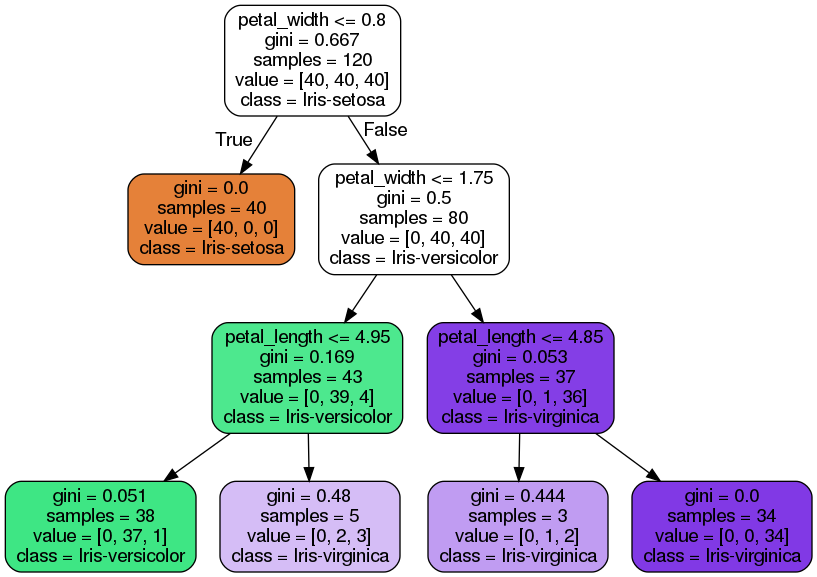 petal_width <= 0.8
gini = 0.667
samples = 120
value = [40, 40, 40]
class = Iris-setosa
True
False
gini = 0.0
samples = 40
value = [40, 0, 0]
class = Iris-setosa
petal_width <= 1.75
gini = 0.5
samples = 80
value = [0, 40, 40]
class = Iris-versicolor
petal_length <= 4.95
gini = 0.169
samples = 43
value = [0, 39, 4]
class = Iris-versicolor
petal_length <= 4.85
gini = 0.053
samples = 37
value = [0, 1, 36]
class = Iris-virginica
gini = 0.051
samples = 38
value = [0, 37, 1]
class = Iris-versicolor
gini = 0.48
samples = 5
value = [0, 2, 3]
class = Iris-virginica
gini = 0.444
samples = 3
value = [0, 1, 2]
class = Iris-virginica
gini = 0.0
samples = 34
value = [0, 0, 34]
class = Iris-virginica